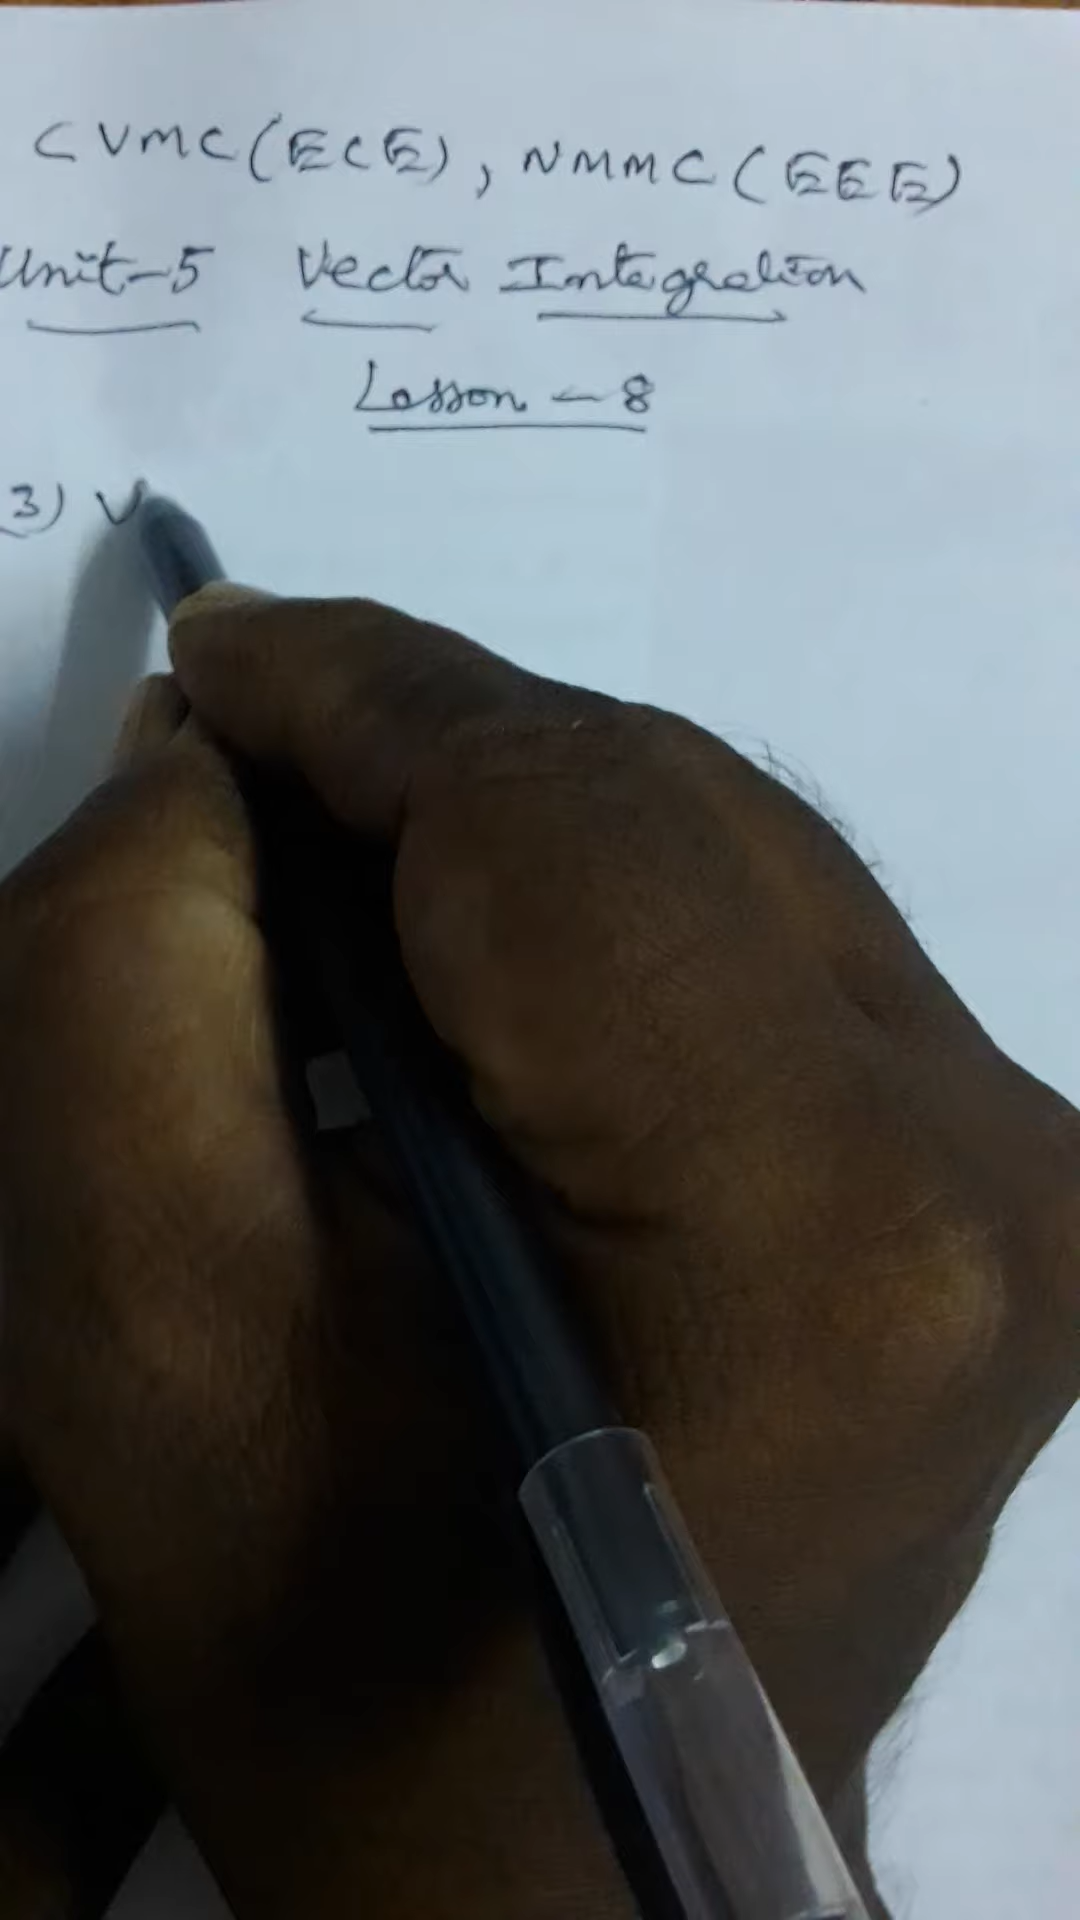 CVMC(ECE), NMMC(EEE)
Unit-5 Vector Integration
Lesson - 8
3) V